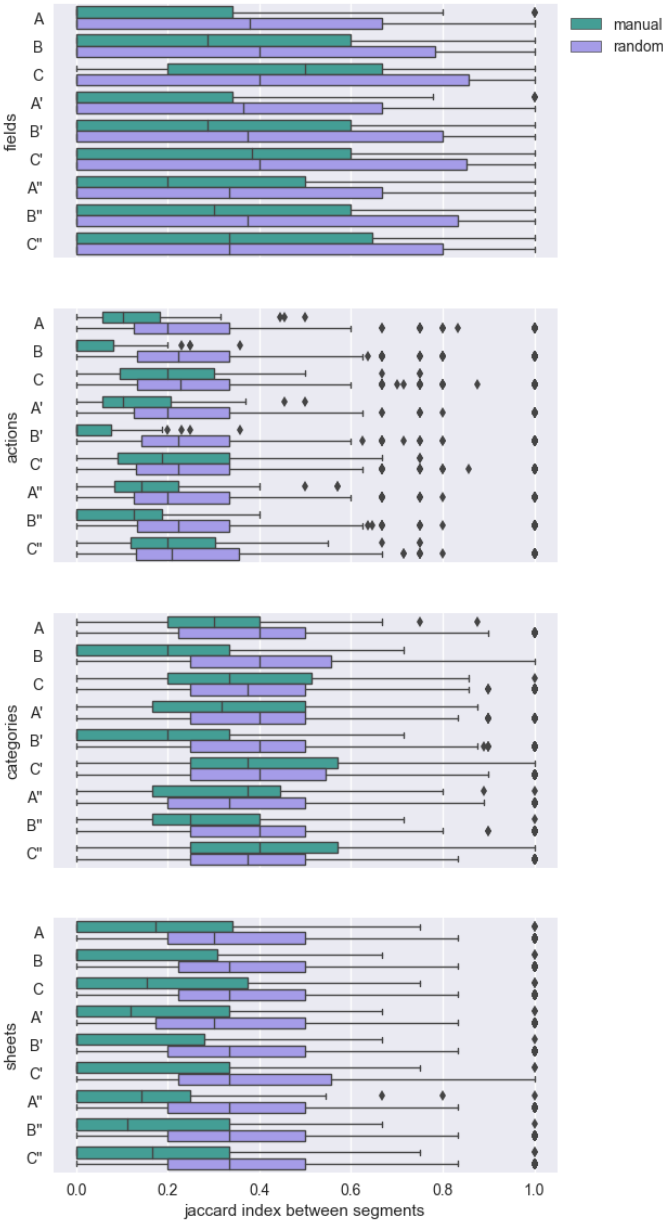 manual
random
fields
A
B
C
A'
B'
C'
A"
B"
C"
actions
A
B
C
A'
B'
C'
A"
B"
C"
categories
A
B
C
A'
B'
C'
A"
B"
C"
sheets
A
B
C
A'
B'
C'
A"
B"
C"
0.0 0.2 0.4 0.6 0.8 1.0
jaccard index between segments